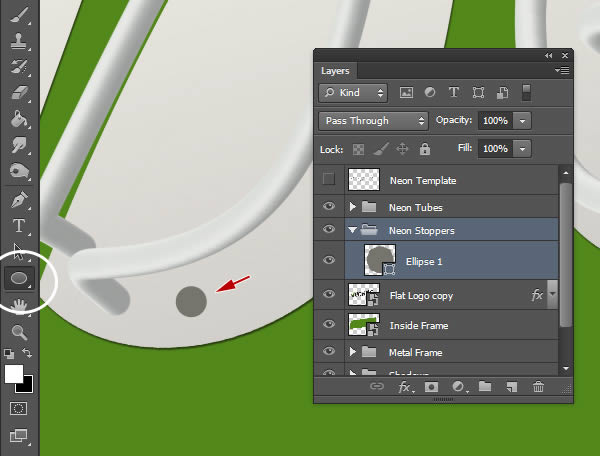 Layers
Kind
Pass Through
Opacity: 100%
Lock:
Fill: 100%
Neon Template
Neon Tubes
Neon Stoppers
Ellipse 1
Flat Logo copy
fx
Inside Frame
Metal Frame
Shadows
fx